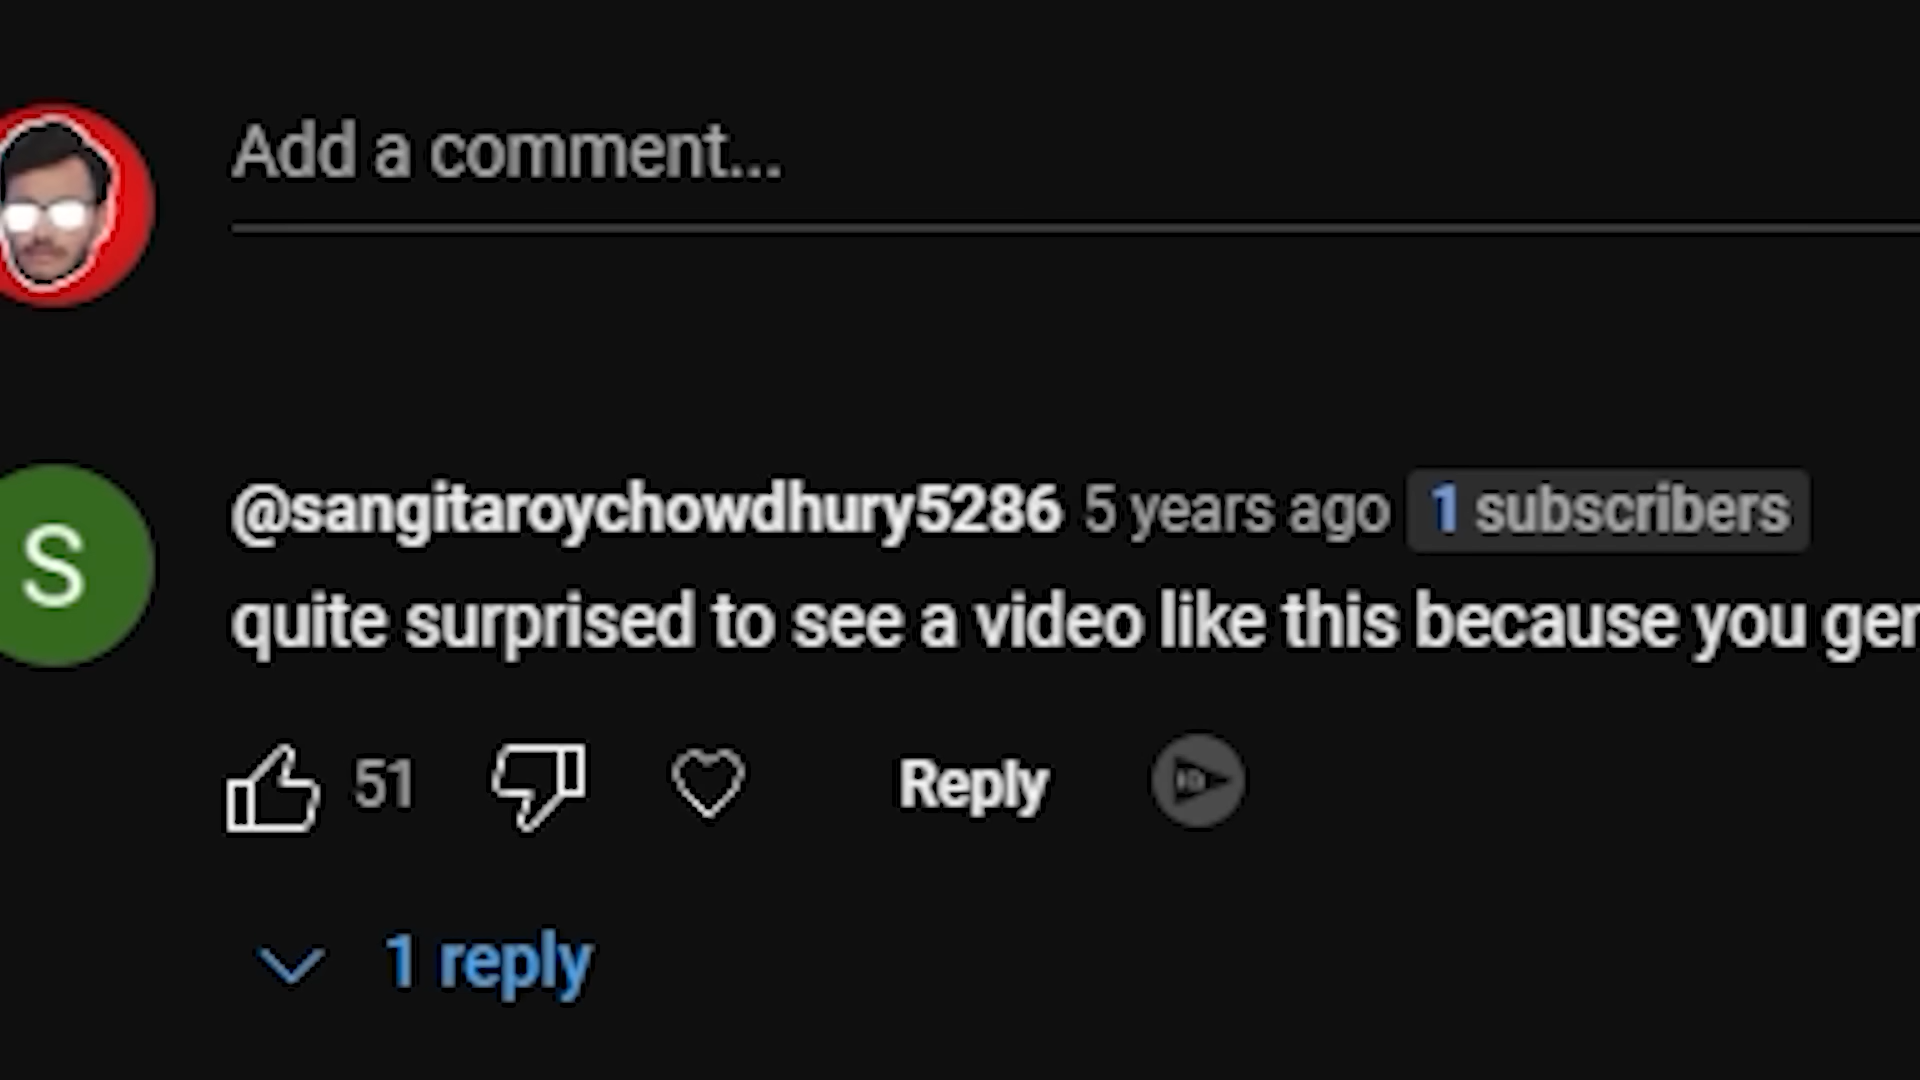 Add a comment...
@sangitaroychowdhury5286 5 years ago 1 subscribers
S
quite surprised to see a video like this because you
51 Reply
1 reply